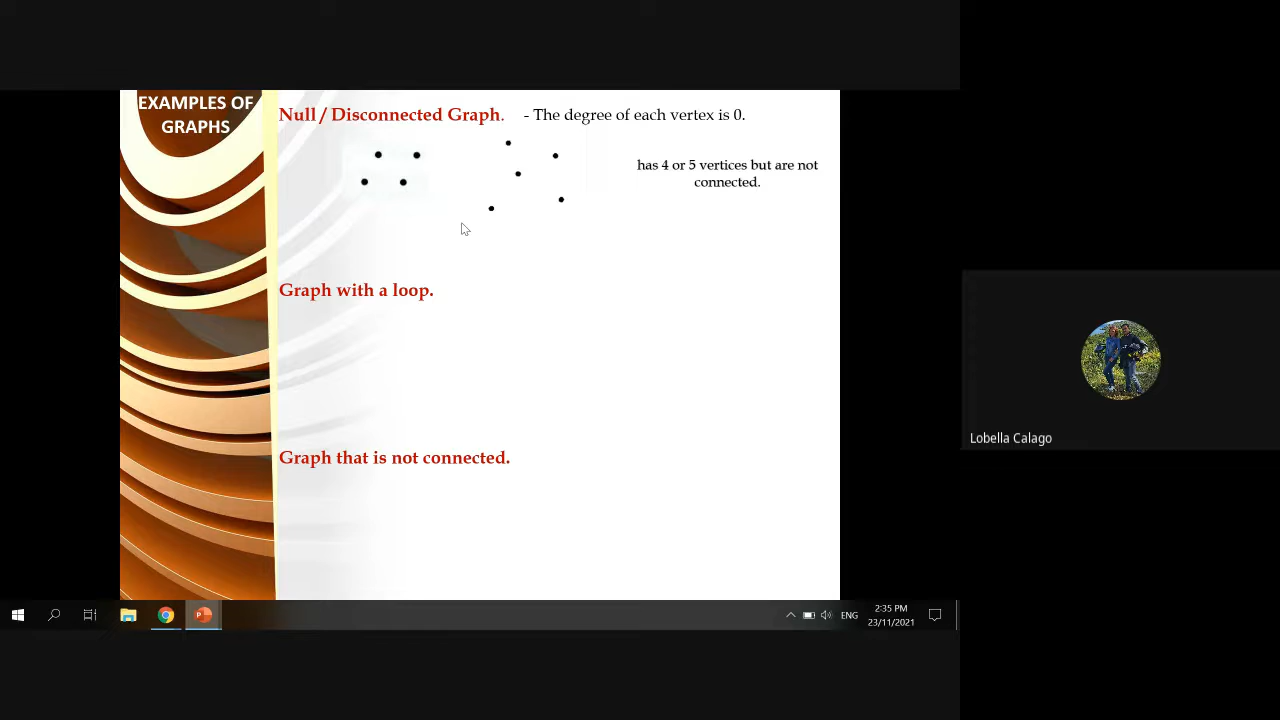 EXAMPLES OF
GRAPHS
Null / Disconnected Graph. - The degree of each vertex is 0.
has 4 or 5 vertices but are not
connected.
Graph with a loop.
Graph that is not connected.
Lobella Calago
ENG
2:35 PM
23/11/2021